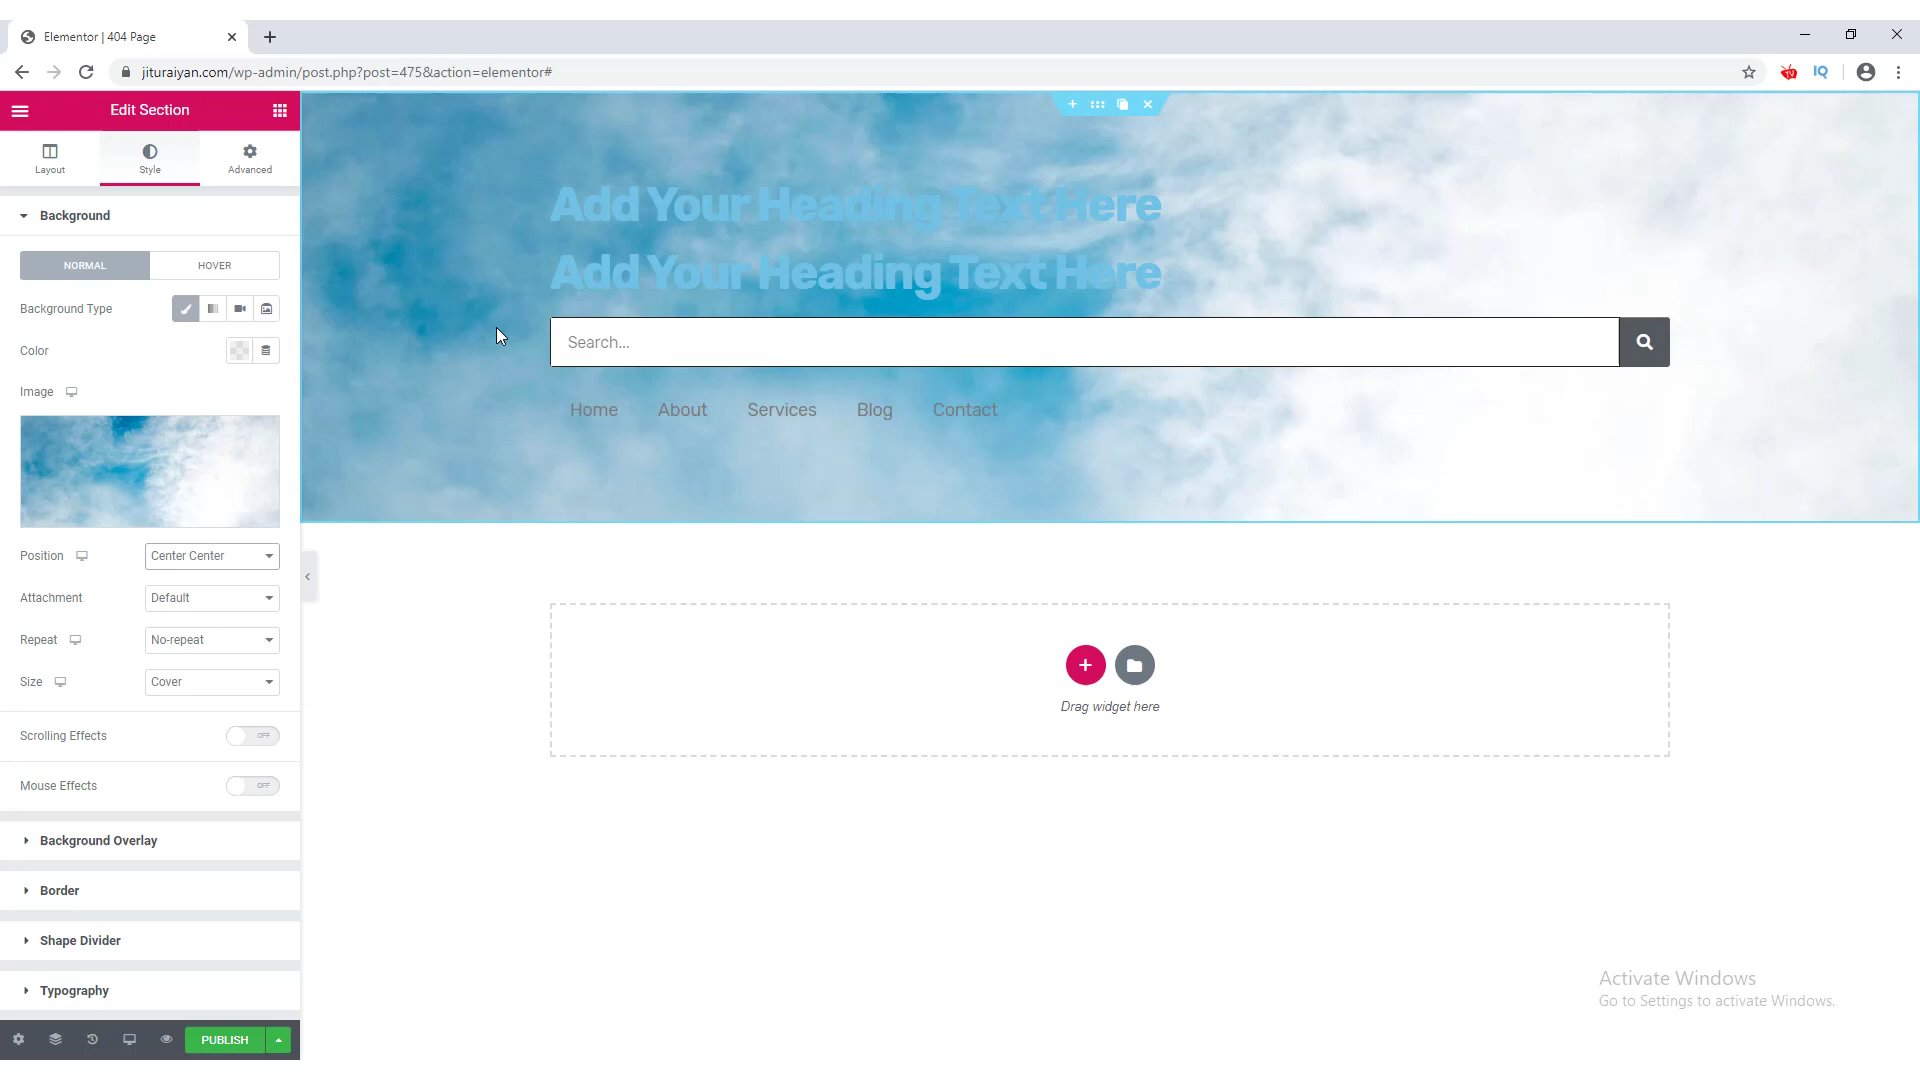 Elementor | 404 Page
jituraiyan.com/wp-admin/post.php?post=475&action=elementor#
IQ
Edit Section
Layout
Style
Advanced
Background
NORMAL
HOVER
Background Type
Color
Image
Position
Center Center
Attachment
Default
Repeat
No-repeat
Size
Cover
Scrolling Effects
OFF
Mouse Effects
OFF
Background Overlay
Border
Shape Divider
Typography
PUBLISH
Add Your Heading Text Here
Add Your Heading Text Here
Search...
Home About Services Blog Contact
Drag widget here
Activate Windows
Go to Settings to activate Windows.